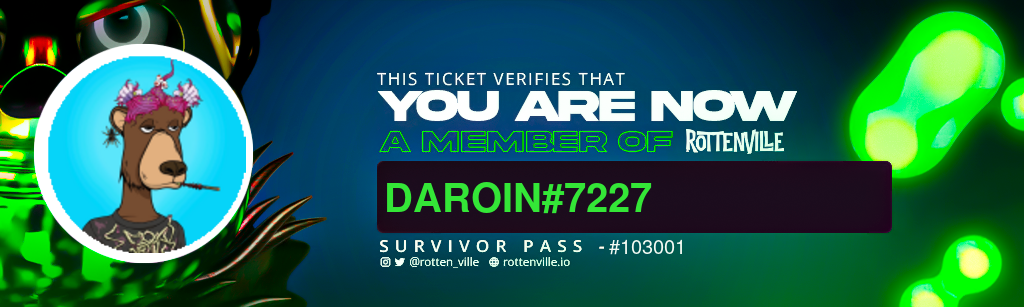 THIS TICKET VERIFIES THAT
YOU ARE NOW
A MEMBER OF ROTTENVILLE
DAROIN#7227
SURVIVOR PASS - #103001
@rotten_ville rottenville.io